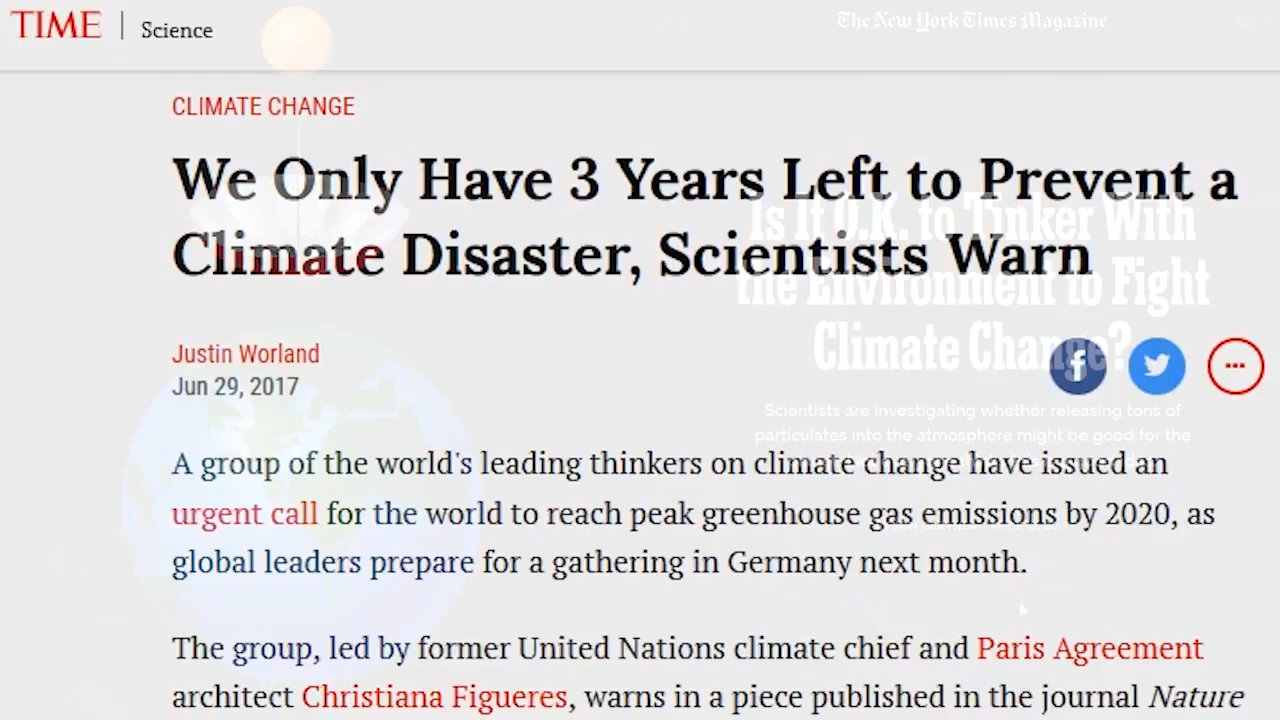 TIME | Science
The New York Times Magazine
CLIMATE CHANGE
We Only Have 3 Years Left to Prevent a
Climate Disaster, Scientists Warn
Is It O.K. to Tinker With
the Environment to Fight
Climate Change?
Justin Worland
Jun 29, 2017
Scientists are investigating whether releasing tons of
particulates into the atmosphere might be good for the
A group of the world's leading thinkers on climate change have issued an
urgent call for the world to reach peak greenhouse gas emissions by 2020, as
global leaders prepare for a gathering in Germany next month.
The group, led by former United Nations climate chief and Paris Agreement
architect Christiana Figueres, warns in a piece published in the journal Nature